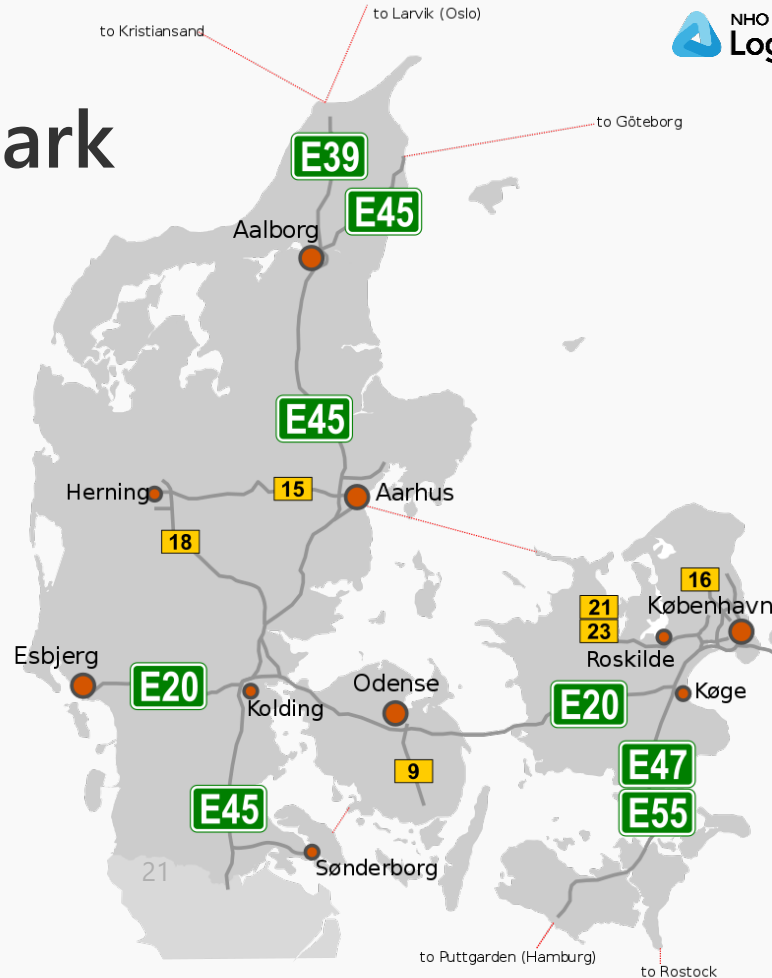 to Larvik (Oslo)
to Kristiansand
NHO
Log
ark
to Göteborg
E39
E45
Aalborg
E45
Herning
15
Aarhus
18
16
21
København
23
Roskilde
Esbjerg
E20
Odense
Kolding
E20
Køge
9
E47
E45
E55
Sønderborg
21
to Puttgarden (Hamburg)
to Rostock